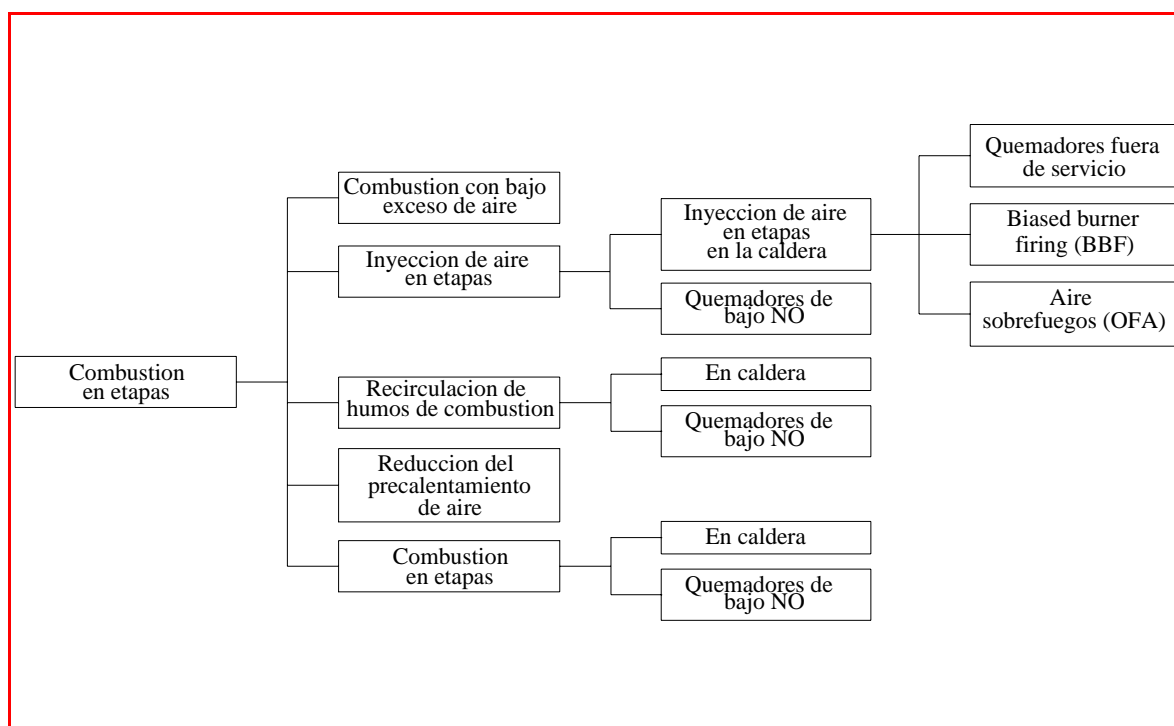 Combustion
en etapas
Combustion con bajo
exceso de aire
Inyeccion de aire
en etapas
Recirculacion de
humos de combustion
Reduccion del
precalentamiento
de aire
Combustion
en etapas
Inyeccion de aire
en etapas
en la caldera
Quemadores de
bajo NO
En caldera
Quemadores de
bajo NO
En caldera
Quemadores de
bajo NO
Quemadores fuera
de servicio
Biased burner
firing (BBF)
Aire
sobrefuegos (OFA)